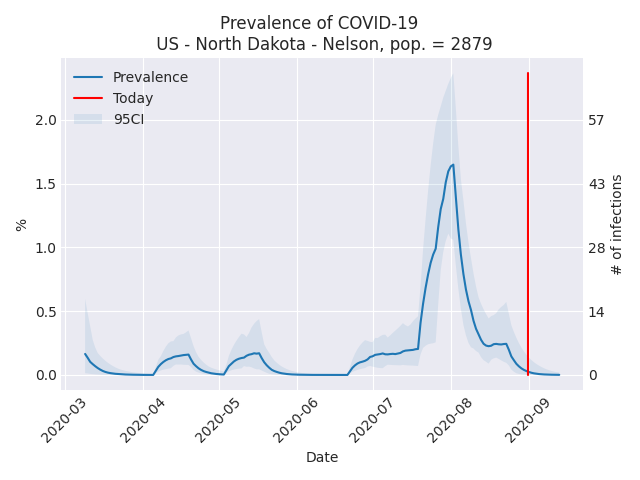 Prevalence of COVID-19
US - North Dakota - Nelson, pop. = 2879
Prevalence
Today
95CI
2.0
1.5
1.0
0.5
0.0
%
57
43
28
14
0
# of infections
2020-03
2020-04
2020-05
2020-06
2020-07
2020-08
2020-09
Date